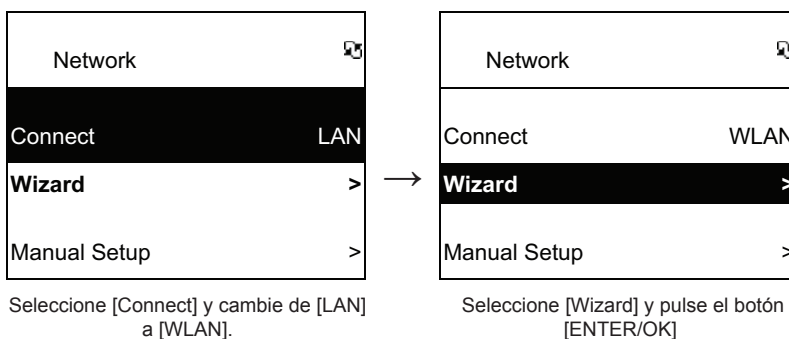 Network
Connect LAN
Wizard >
Manual Setup >
Seleccione [Connect] y cambie de [LAN]
a [WLAN].
→
Network
Connect WLAN
Wizard >
Manual Setup >
Seleccione [Wizard] y pulse el botón
[ENTER/OK]